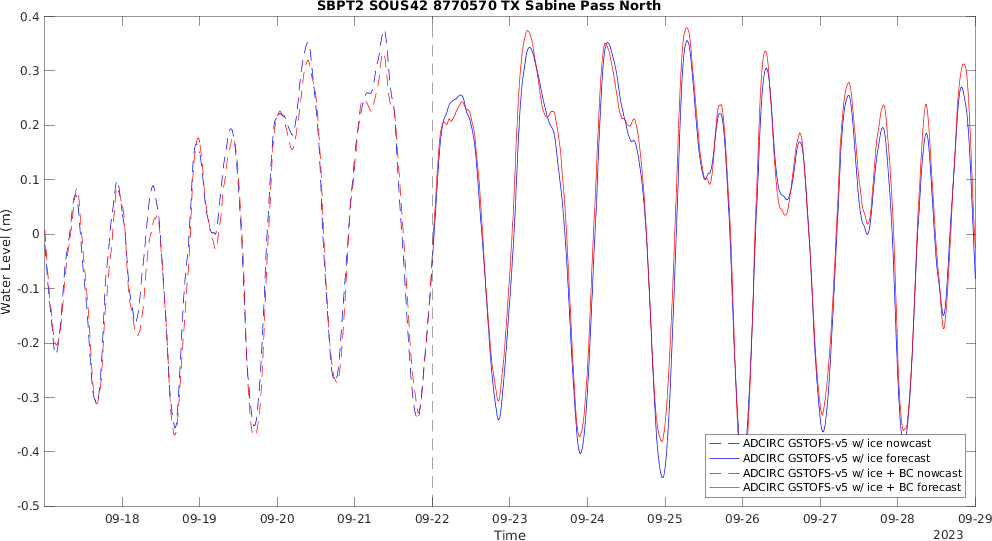 SBPT2 SOUS42 8770570 TX Sabine Pass North
0.4
0.3
0.2
0.1
0
-0.1
-0.2
-0.3
-0.4
-0.5
Water Level (m)
ADCIRC GSTOFS-v5 w/ ice nowcast
ADCIRC GSTOFS-v5 w/ ice forecast
ADCIRC GSTOFS-v5 w/ ice + BC nowcast
ADCIRC GSTOFS-v5 w/ ice + BC forecast
09-18 09-19 09-20 09-21 09-22 09-23 09-24 09-25 09-26 09-27 09-28 09-29
Time
2023